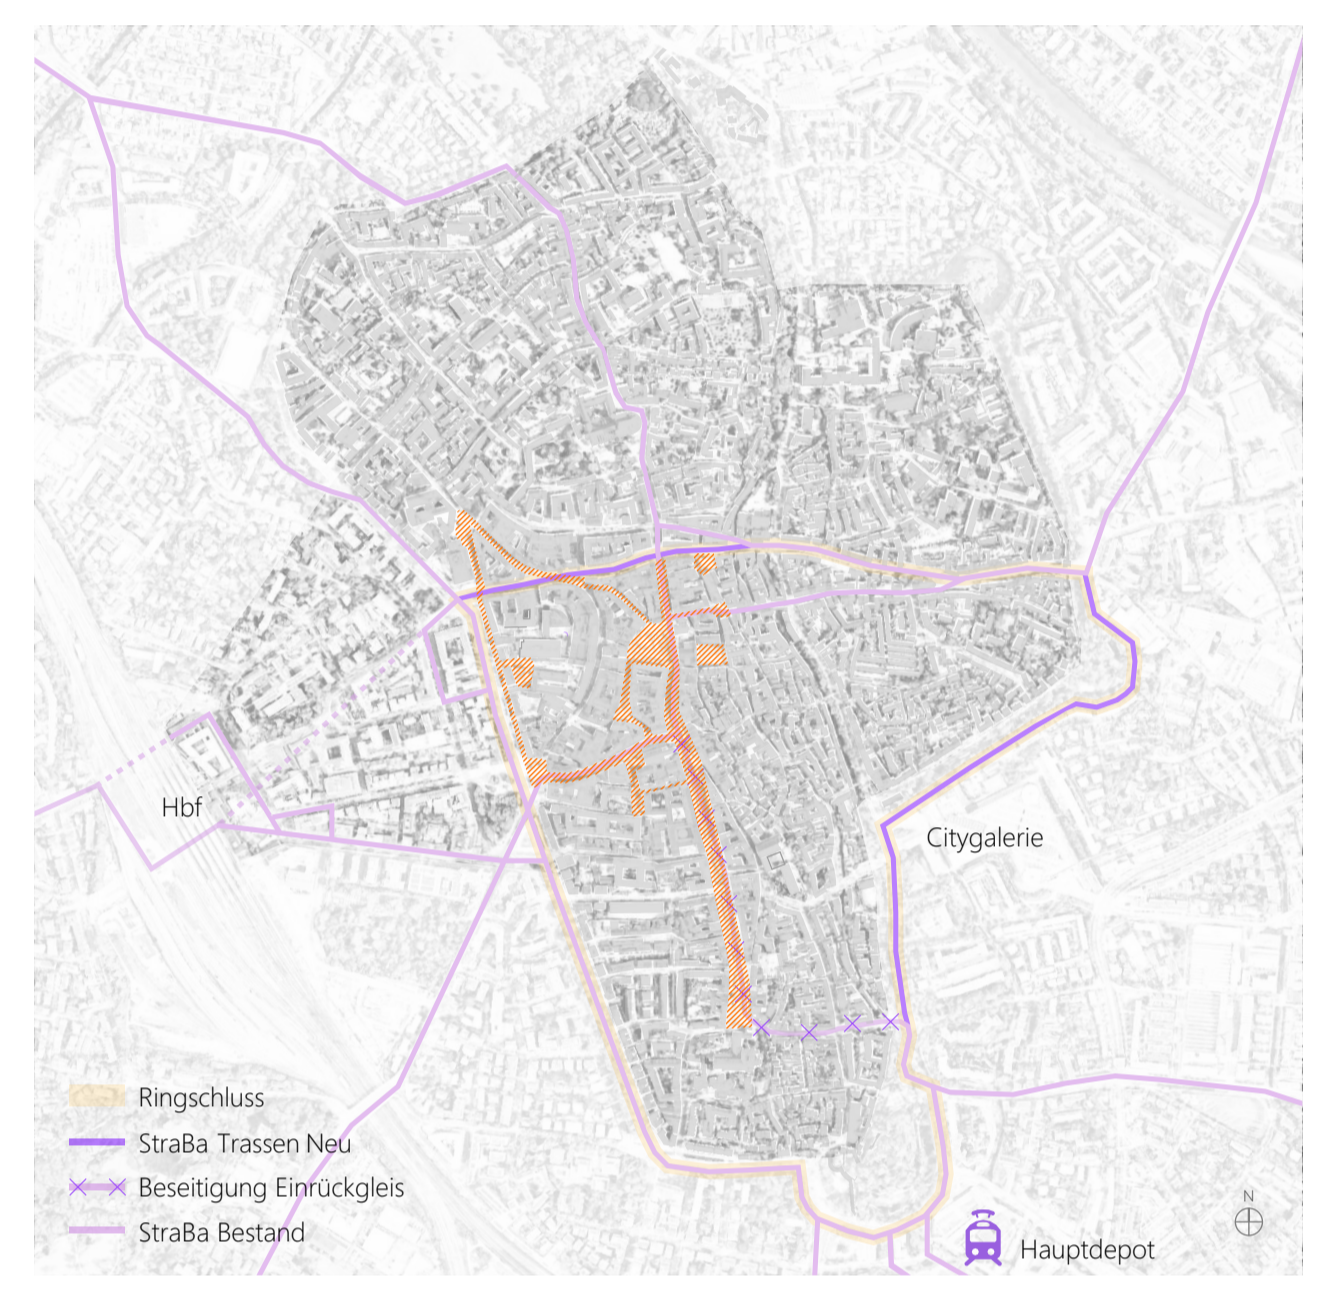 Hbf
Citygalerie
Ringschluss
StraBa Trassen Neu
Beseitigung Einrückgleis
StraBa Bestand
N
Hauptdepot